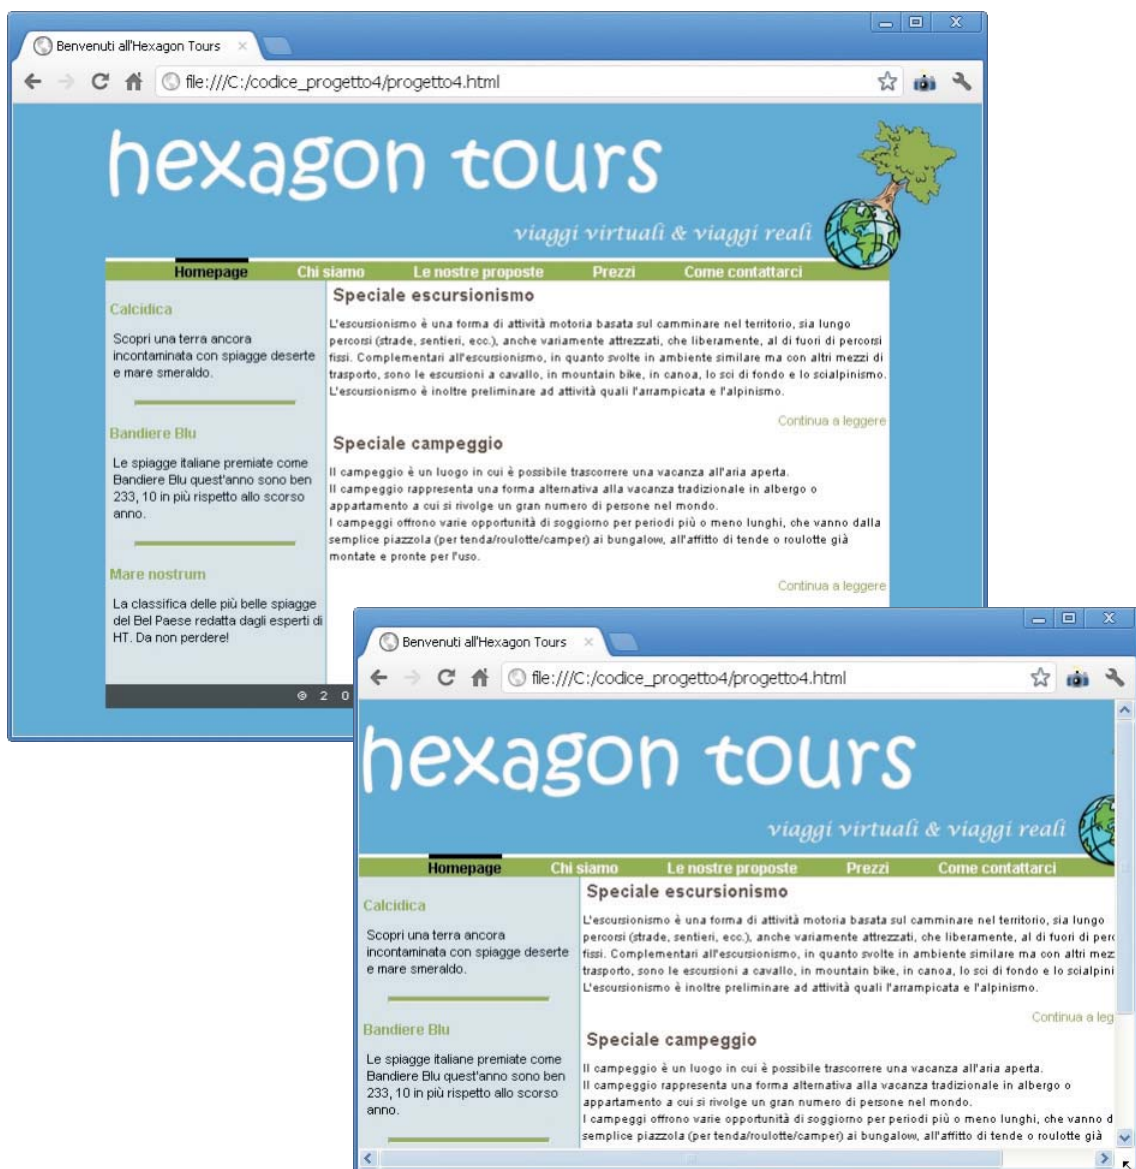 Benvenuti all'Hexagon Tours
file:///C:/codice_progetto4/progetto4.html
hexagon tours
viaggi virtuali & viaggi reali
Homepage Chi siamo Le nostre proposte Prezzi Come contattarci
Calcidica
Scopri una terra ancora
incontaminata con spiagge deserte
e mare smeraldo.
Bandiere Blu
Le spiagge italiane premiate come
Bandiere Blu quest'anno sono ben
233, 10 in più rispetto allo scorso
anno.
Mare nostrum
La classifica delle più belle spiagge
del Bel Paese redatta dagli esperti di
HT. Da non perdere!
Speciale escursionismo
L'escursionismo è una forma di attività motoria basata sul camminare nel territorio, sia lungo
percorsi (strade, sentieri, ecc.), anche variamente attrezzati, che liberamente, al di fuori di percorsi
fissi. Complementari all'escursionismo, in quanto svolte in ambiente similare ma con altri mezzi di
trasporto, sono le escursioni a cavallo, in mountain bike, in canoa, lo sci di fondo e lo scialpinismo.
L'escursionismo è inoltre preliminare ad attività quali l'arrampicata e l'alpinismo.
Continua a leggere
Speciale campeggio
Il campeggio è un luogo in cui è possibile trascorrere una vacanza all'aria aperta.
Il campeggio rappresenta una forma alternativa alla vacanza tradizionale in albergo o
appartamento a cui si rivolge un gran numero di persone nel mondo.
I campeggi offrono varie opportunità di soggiorno per periodi più o meno lunghi, che vanno dalla
semplice piazzola (per tenda/roulotte/camper) ai bungalow, all'affitto di tende o roulotte già
montate e pronte per l'uso.
Continua a leggere
© 2 0
Benvenuti all'Hexagon Tours
file:///C:/codice_progetto4/progetto4.html
hexagon tours
viaggi virtuali & viaggi reali
Homepage Chi siamo Le nostre proposte Prezzi Come contattarci
Calcidica
Scopri una terra ancora
incontaminata con spiagge deserte
e mare smeraldo.
Bandiere Blu
Le spiagge italiane premiate come
Bandiere Blu quest'anno sono ben
233, 10 in più rispetto allo scorso
anno.
Speciale escursionismo
L'escursionismo è una forma di attività motoria basata sul camminare nel territorio, sia lungo
percorsi (strade, sentieri, ecc.), anche variamente attrezzati, che liberamente, al di fuori di perc
fissi. Complementari all'escursionismo, in quanto svolte in ambiente similare ma con altri mez
trasporto, sono le escursioni a cavallo, in mountain bike, in canoa, lo sci di fondo e lo scialpini
L'escursionismo è inoltre preliminare ad attività quali l'arrampicata e l'alpinismo.
Continua a leg
Speciale campeggio
Il campeggio è un luogo in cui è possibile trascorrere una vacanza all'aria aperta.
Il campeggio rappresenta una forma alternativa alla vacanza tradizionale in albergo o
appartamento a cui si rivolge un gran numero di persone nel mondo.
I campeggi offrono varie opportunità di soggiorno per periodi più o meno lunghi, che vanno d
semplice piazzola (per tenda/roulotte/camper) ai bungalow, all'affitto di tende o roulotte già